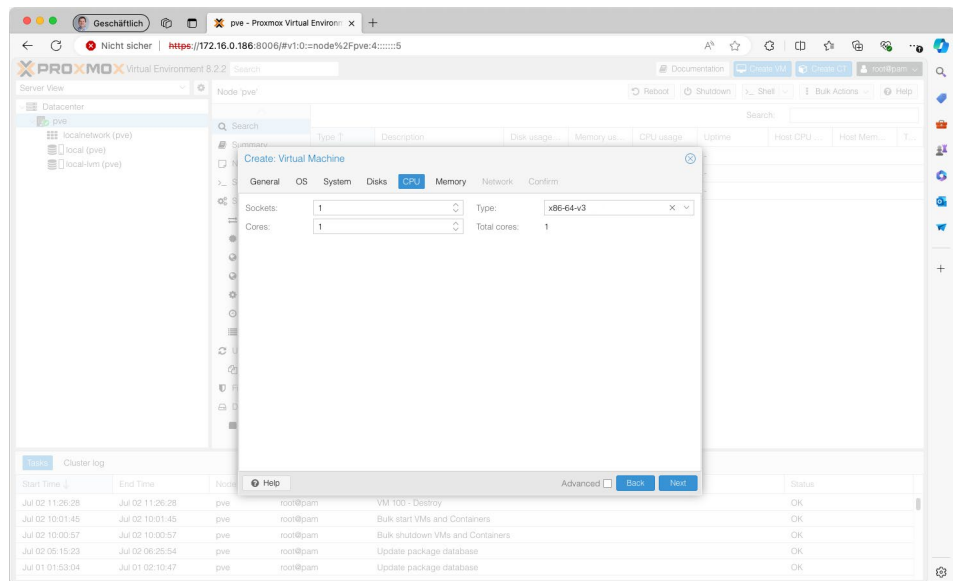 Geschäftlich
pve - Proxmox Virtual Environm
Nicht sicher https://172.16.0.186:8006/#v1:0:=node%2Fpve:4:::::::5
PROXMOX Virtual Environment 8.2.2 Search
Documentation Create VM Create CT root@pam
Server View
Node 'pve'
Reboot Shutdown Shell Bulk Actions Help
Datacenter
pve
localnetwork (pve)
local (pve)
local-lvm (pve)
Search:
Search
Summary
Type Description Disk usage... Memory us... CPU usage Uptime Host CPU ... Host Mem... T...
Create: Virtual Machine
General OS System Disks CPU Memory Network Confirm
Sockets: 1 Type: x86-64-v3
Cores: 1 Total cores: 1
Help Advanced Back Next
Tasks Cluster log
Start Time End Time Node Status
Jul 02 11:26:28 Jul 02 11:26:28 pve root@pam VM 100 - Destroy OK
Jul 02 10:01:45 Jul 02 10:01:45 pve root@pam Bulk start VMs and Containers OK
Jul 02 10:00:57 Jul 02 10:00:57 pve root@pam Bulk shutdown VMs and Containers OK
Jul 02 05:15:23 Jul 02 06:25:54 pve root@pam Update package database OK
Jul 01 01:53:04 Jul 01 02:10:47 pve root@pam Update package database OK